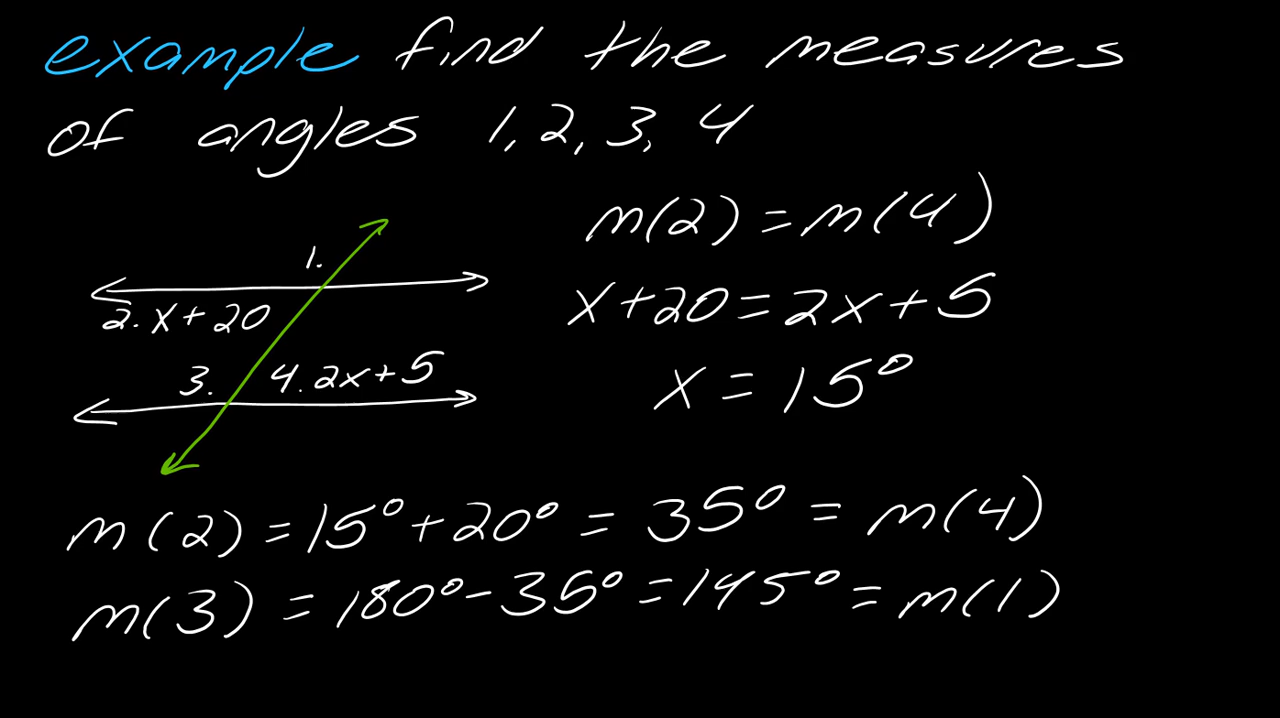 example find the measures
of angles 1, 2, 3, 4
m(2) = m(4)
1.
2. x+20
x+20 = 2x+5
3.
4. 2x+5
x = 15°
m(2) = 15° + 20° = 35° = m(4)
m(3) = 180° - 35° = 145° = m(1)